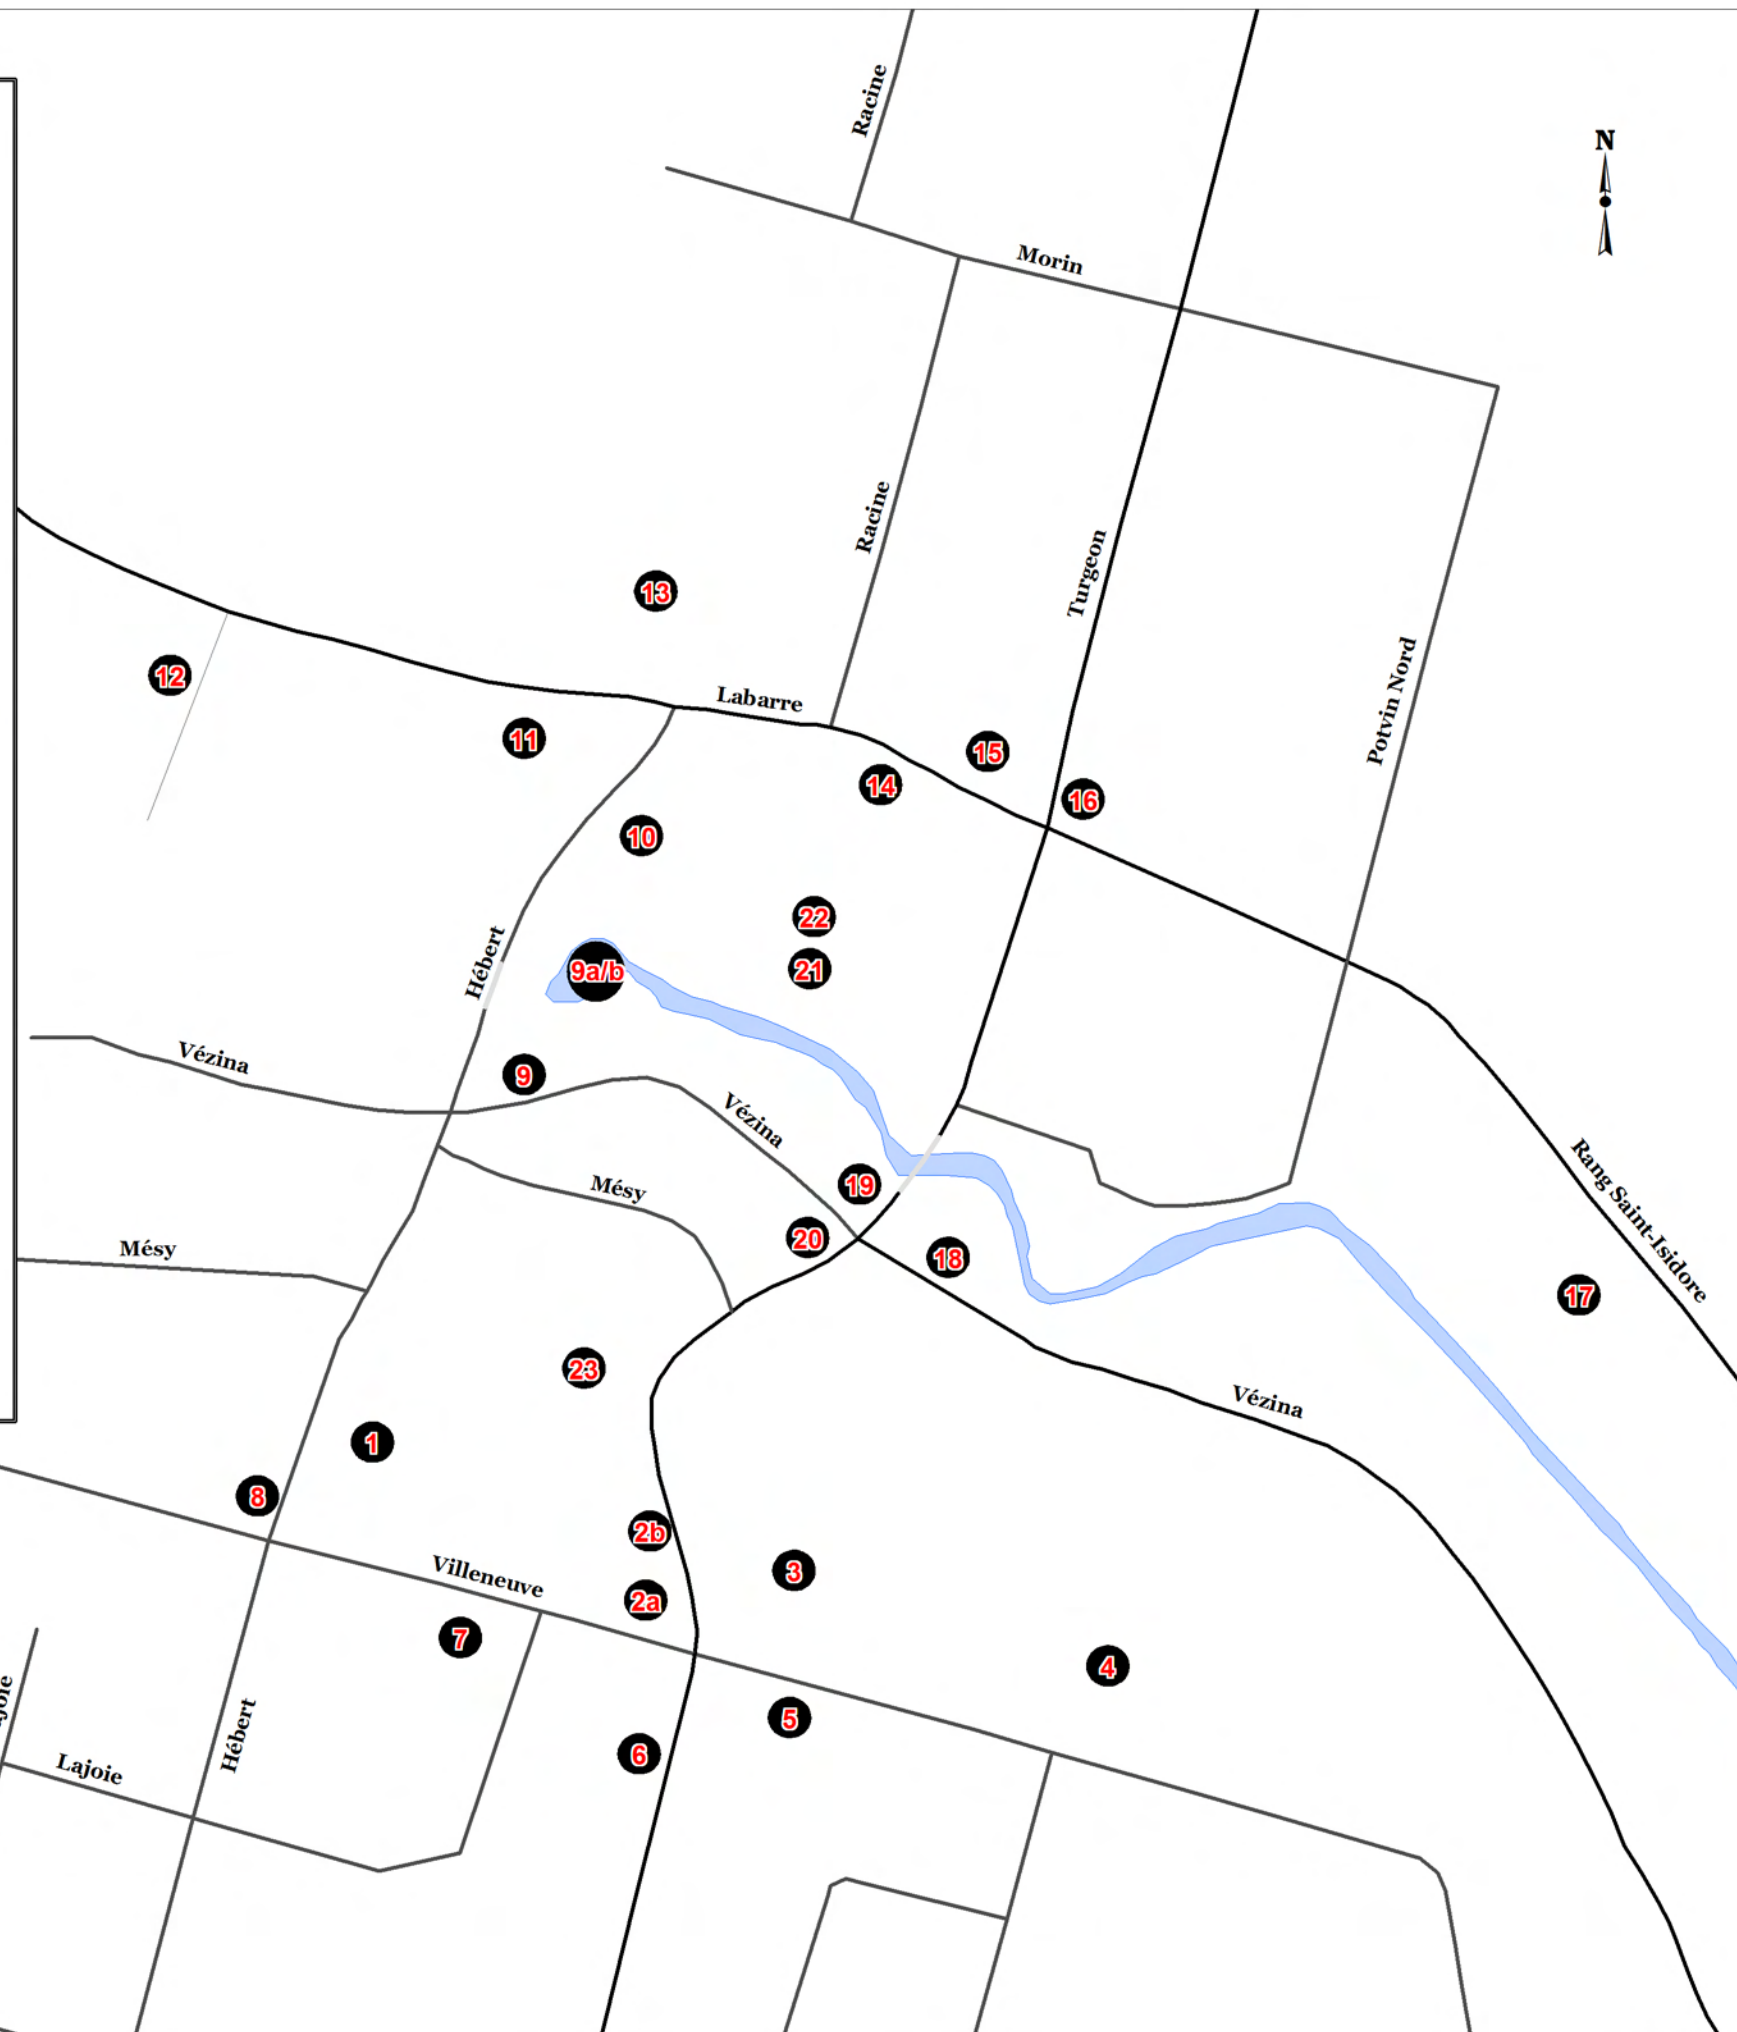 Racine
N
Morin
Racine
Turgeon
13
Potvin Nord
12
Labarre
11
15
14
16
10
22
Hébert
9a/b
21
Vézina
9
Vézina
Mésy
19
Rang Saint-Isidore
Mésy
20
18
17
23
Vézina
1
8
2b
Villeneuve
3
2a
7
4
5
Hébert
6
Lajoie